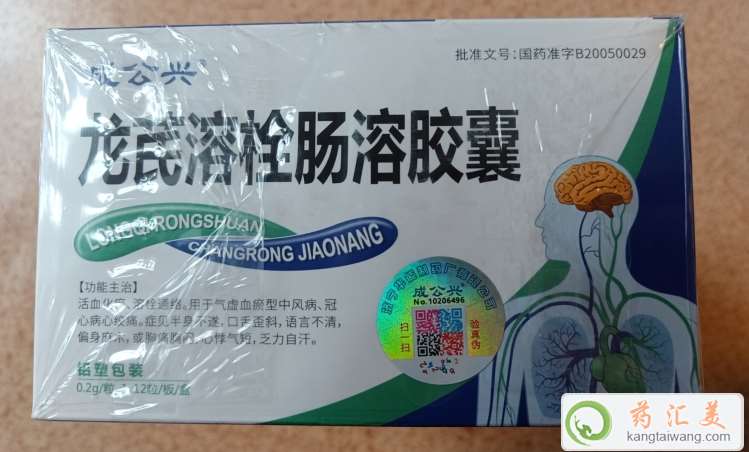 成公兴
批准文号：国药准字B20050029
龙芪溶栓肠溶胶囊
LONGQI RONGSHUAN
CHANGRONG JIAONANG
【功能主治】
活血化瘀，溶栓通络。用于气虚血瘀型中风病、冠
心病心绞痛。症见半身不遂，口舌歪斜，语言不清，
偏身麻木，或胸痛胸闷，心悸气短，乏力自汗。
铝塑包装
0.2g/粒 12粒/板/盒
成公兴
No.10206496
扫一扫
验真伪
药汇美
kangtaiwang.com